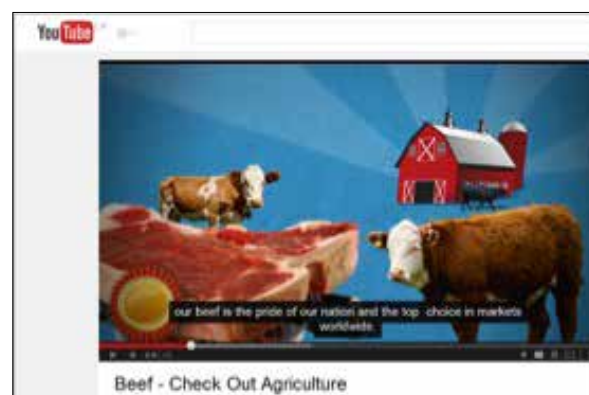 YouTube
our beef is the pride of our nation and the top choice in markets
worldwide.
Beef - Check Out Agriculture